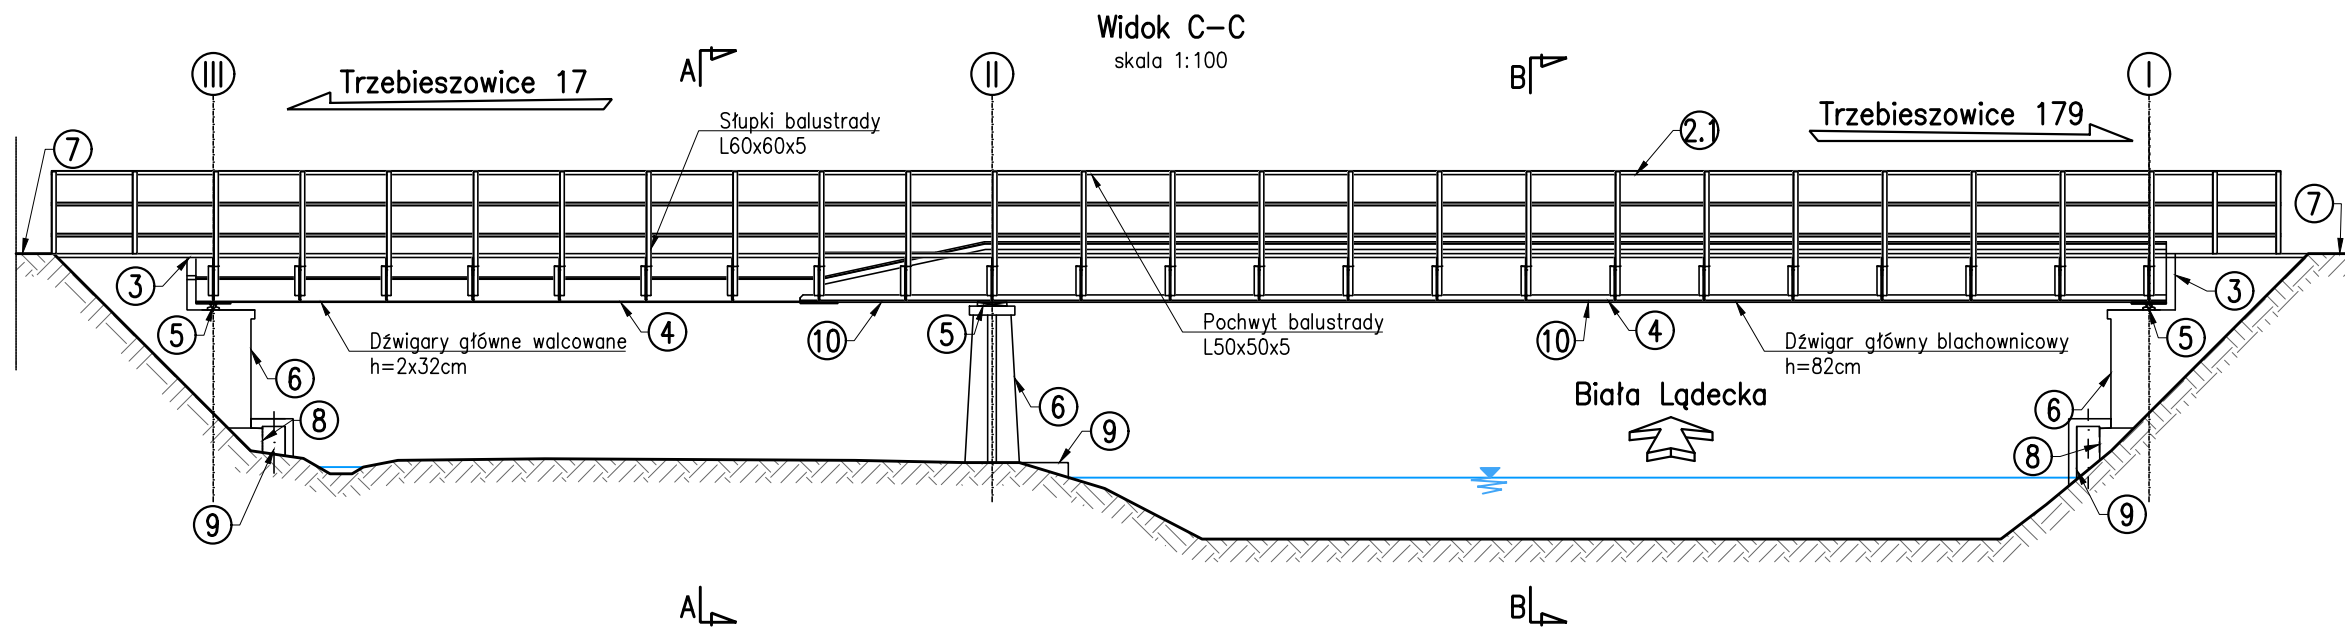 Widok C-C
skala 1:100
III
A
II
B
I
Trzebieszowice 17
Trzebieszowice 179
Słupki balustrady
L60x60x5
2.1
7
7
3
3
5
Dźwigary główne walcowane
h=2x32cm
4
10
5
Pochwyt balustrady
L50x50x5
10
4
Dźwigar główny blachownicowy
h=82cm
5
6
8
6
9
Biała Lądecka
6
8
9
9
A
B